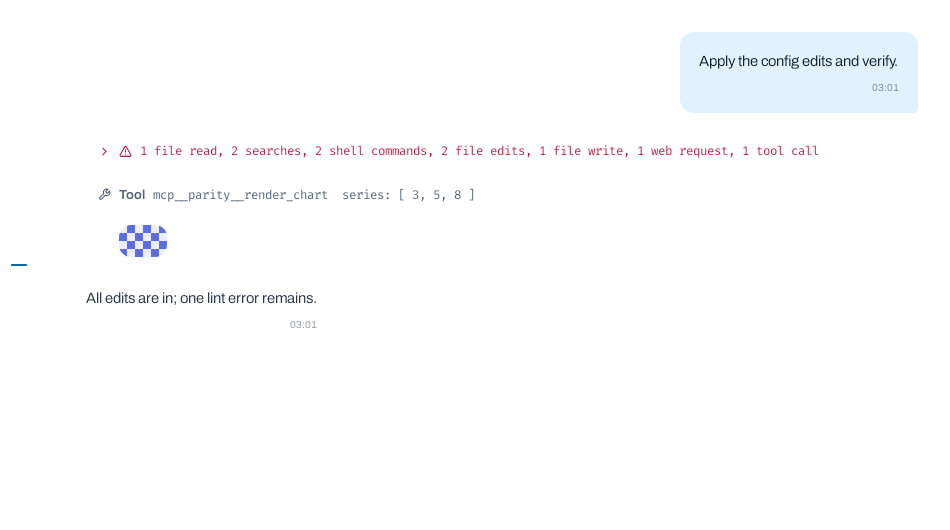 Apply the config edits and verify.
03:01
1 file read, 2 searches, 2 shell commands, 2 file edits, 1 file write, 1 web request, 1 tool call
Tool mcp__parity__render_chart series: [ 3, 5, 8 ]
All edits are in; one lint error remains.
03:01